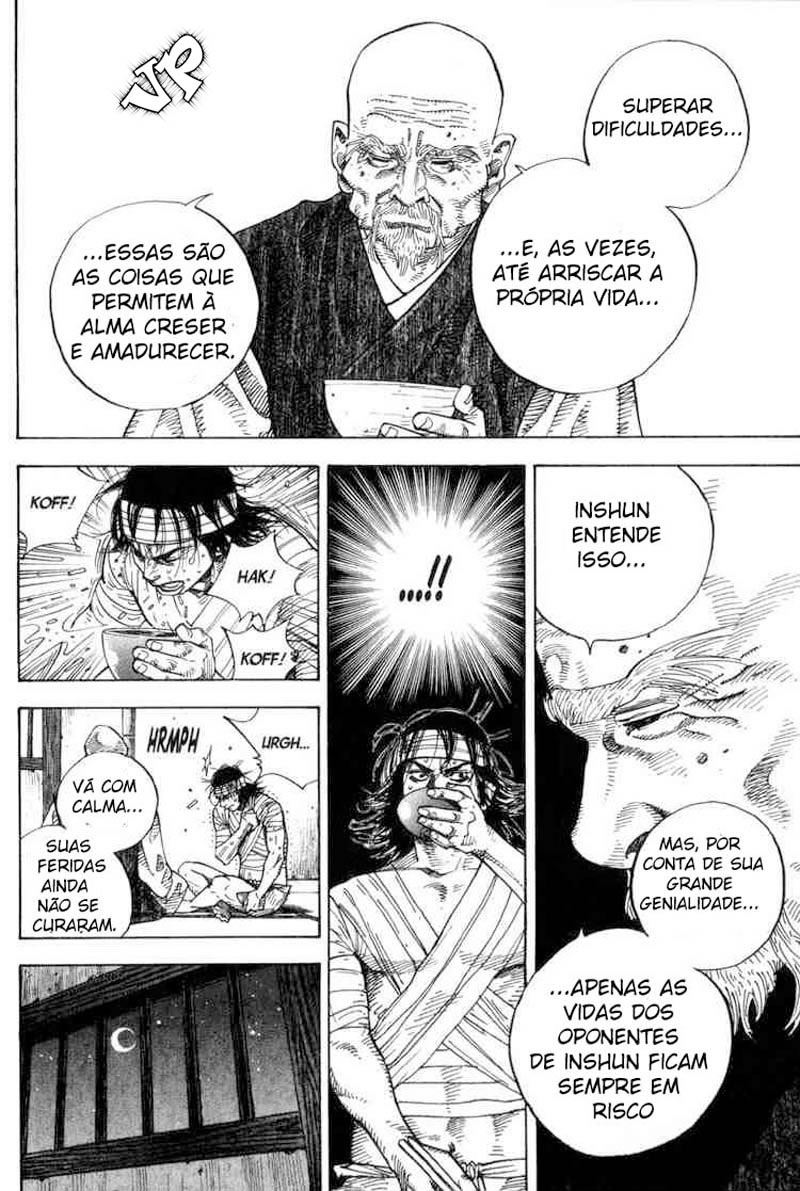 VP
SUPERAR
DIFICULDADES...
...E, AS VEZES,
ATÉ ARRISCAR A
PRÓPRIA VIDA...
...ESSAS SÃO
AS COISAS QUE
PERMITEM À
ALMA CRESER
E AMADURECER.
INSHUN
ENTENDE
ISSO...
MAS, POR
CONTA DE SUA
GRANDE
GENIALIDADE...
...APENAS AS
VIDAS DOS
OPONENTES
DE INSHUN FICAM
SEMPRE EM
RISCO
.....!!
KOFF!
HAK!
KOFF!
HRMPH
URGH...
VÁ COM
CALMA...
SUAS
FERIDAS
AINDA
NÃO SE
CURARAM.